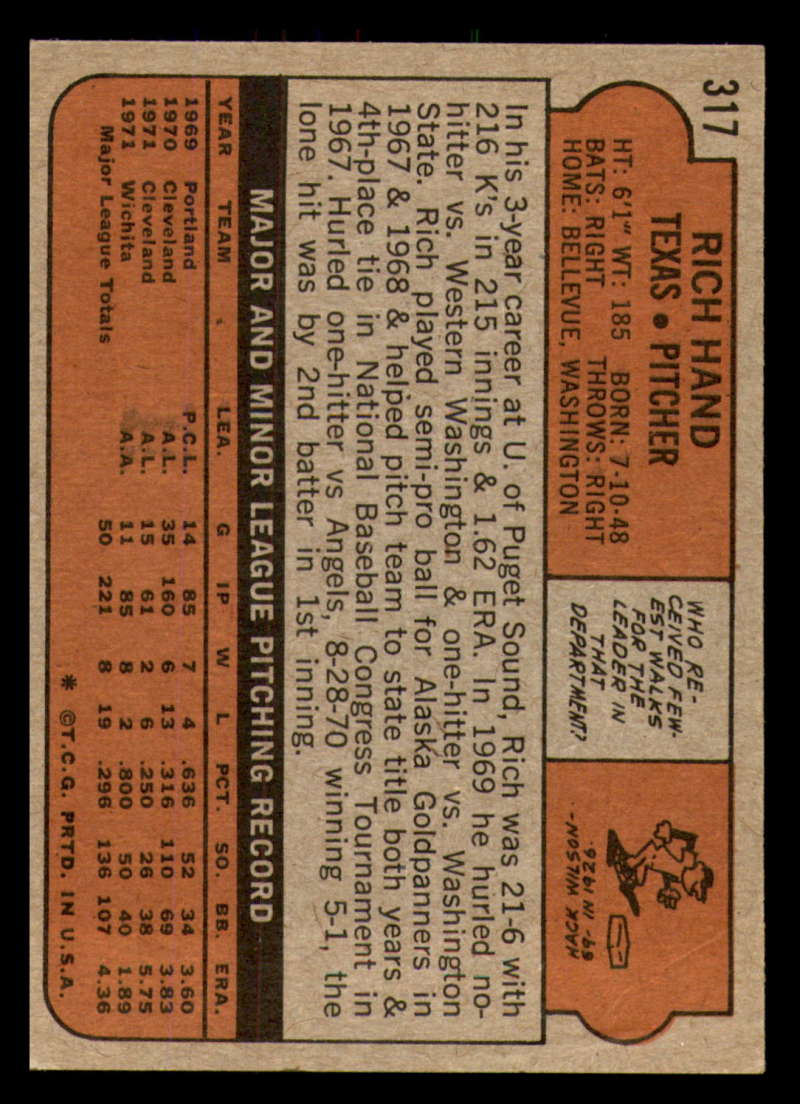 317
RICH HAND
TEXAS • PITCHER
HT: 6'1" WT: 185 BORN: 7-10-48
BATS: RIGHT THROWS: RIGHT
HOME: BELLEVUE, WASHINGTON
WHO RE-
CEIVED FEW-
EST WALKS
FOR THE
LEADER IN
THAT
DEPARTMENT?
HACK WILSON-
69- IN 1926.
In his 3-year career at U. of Puget Sound, Rich was 21-6 with
216 K's in 215 innings & 1.62 ERA. In 1969 he hurled no-
hitter vs. Western Washington & one-hitter vs. Washington
State. Rich played semi-pro ball for Alaska Goldpanners in
1967 & 1968 & helped pitch team to state title both years &
4th-place tie in National Baseball Congress Tournament in
1967. Hurled one-hitter vs Angels, 8-28-70 winning 5-1, the
lone hit was by 2nd batter in 1st inning.
MAJOR AND MINOR LEAGUE PITCHING RECORD
YEAR TEAM LEA. G IP W L PCT. SO. BB. ERA.
1969 Portland P.C.L. 14 85 7 4 .636 52 34 3.60
1970 Cleveland A.L. 35 160 6 13 .316 110 69 3.83
1971 Cleveland A.L. 15 61 2 6 .250 26 38 5.75
1971 Wichita A.A. 11 85 8 2 .800 50 40 1.89
Major League Totals 50 221 8 19 .296 136 107 4.36
* ©T.C.G. PRTD. IN U.S.A.